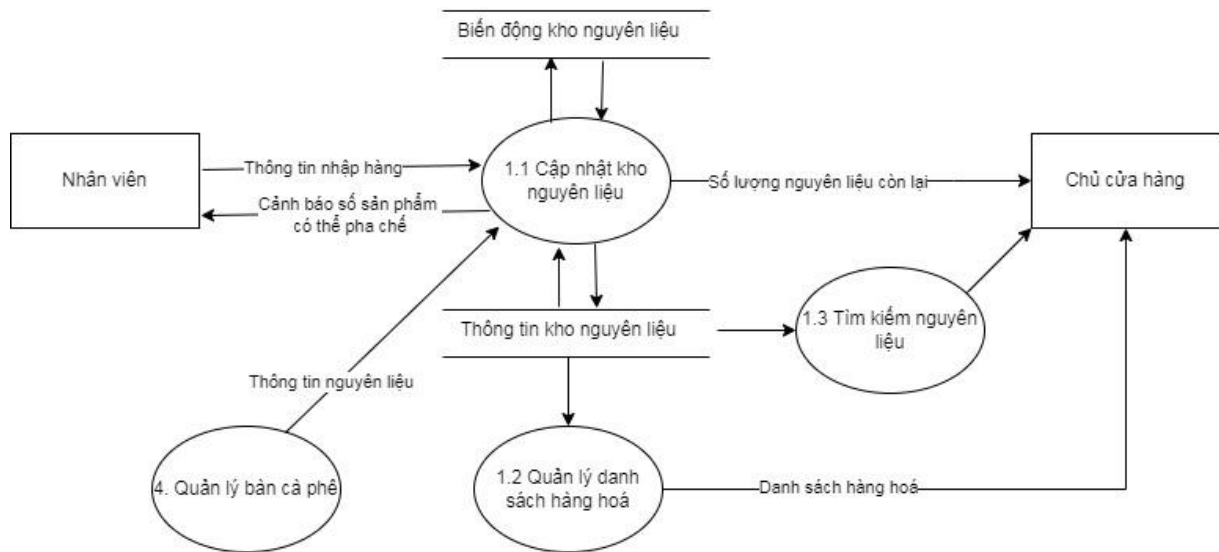 Biến động kho nguyên liệu
Nhân viên
Thông tin nhập hàng
1.1 Cập nhật kho
nguyên liệu
Số lượng nguyên liệu còn lại
Chủ cửa hàng
Cảnh báo số sản phẩm
có thể pha chế
Thông tin kho nguyên liệu
1.3 Tìm kiếm nguyên
liệu
Thông tin nguyên liệu
4. Quản lý bàn cà phê
1.2 Quản lý danh
sách hàng hoá
Danh sách hàng hoá